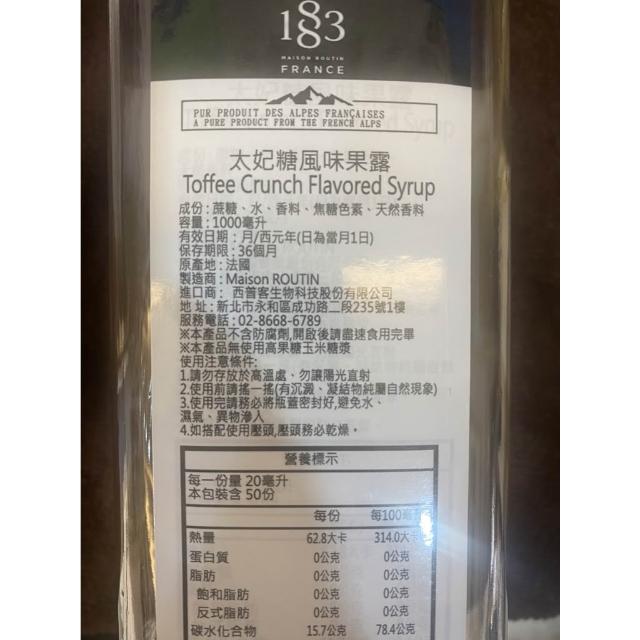 1883
MAISON ROUTIN
FRANCE
PUR PRODUIT DES ALPES FRANÇAISES
A PURE PRODUCT FROM THE FRENCH ALPS
太妃糖風味果露
Toffee Crunch Flavored Syrup
成份：蔗糖、水、香料、焦糖色素、天然香料
容量：1000毫升
有效日期：月/西元年(日為當月1日)
保存期限：36個月
原產地：法國
製造商：Maison ROUTIN
進口商： 西普客生物科技股份有限公司
地 址：新北市永和區成功路二段235號1樓
服務電話：02-8668-6789
※本產品不含防腐劑,開啟後請盡速食用完畢
※本產品無使用高果糖玉米糖漿
使用注意條件:
1.請勿存放於高溫處、勿讓陽光直射
2.使用前請搖一搖(有沉澱、凝結物純屬自然現象)
3.使用完請務必將瓶蓋密封好,避免水、
濕氣、異物滲入
4.如搭配使用壓頭,壓頭務必乾燥。
營養標示
每一份量 20毫升
本包裝含 50份
每份 每100毫升
熱量 62.8大卡 314.0大卡
蛋白質 0公克 0公克
脂肪 0公克 0公克
飽和脂肪 0公克 0公克
反式脂肪 0公克 0公克
碳水化合物 15.7公克 78.4公克